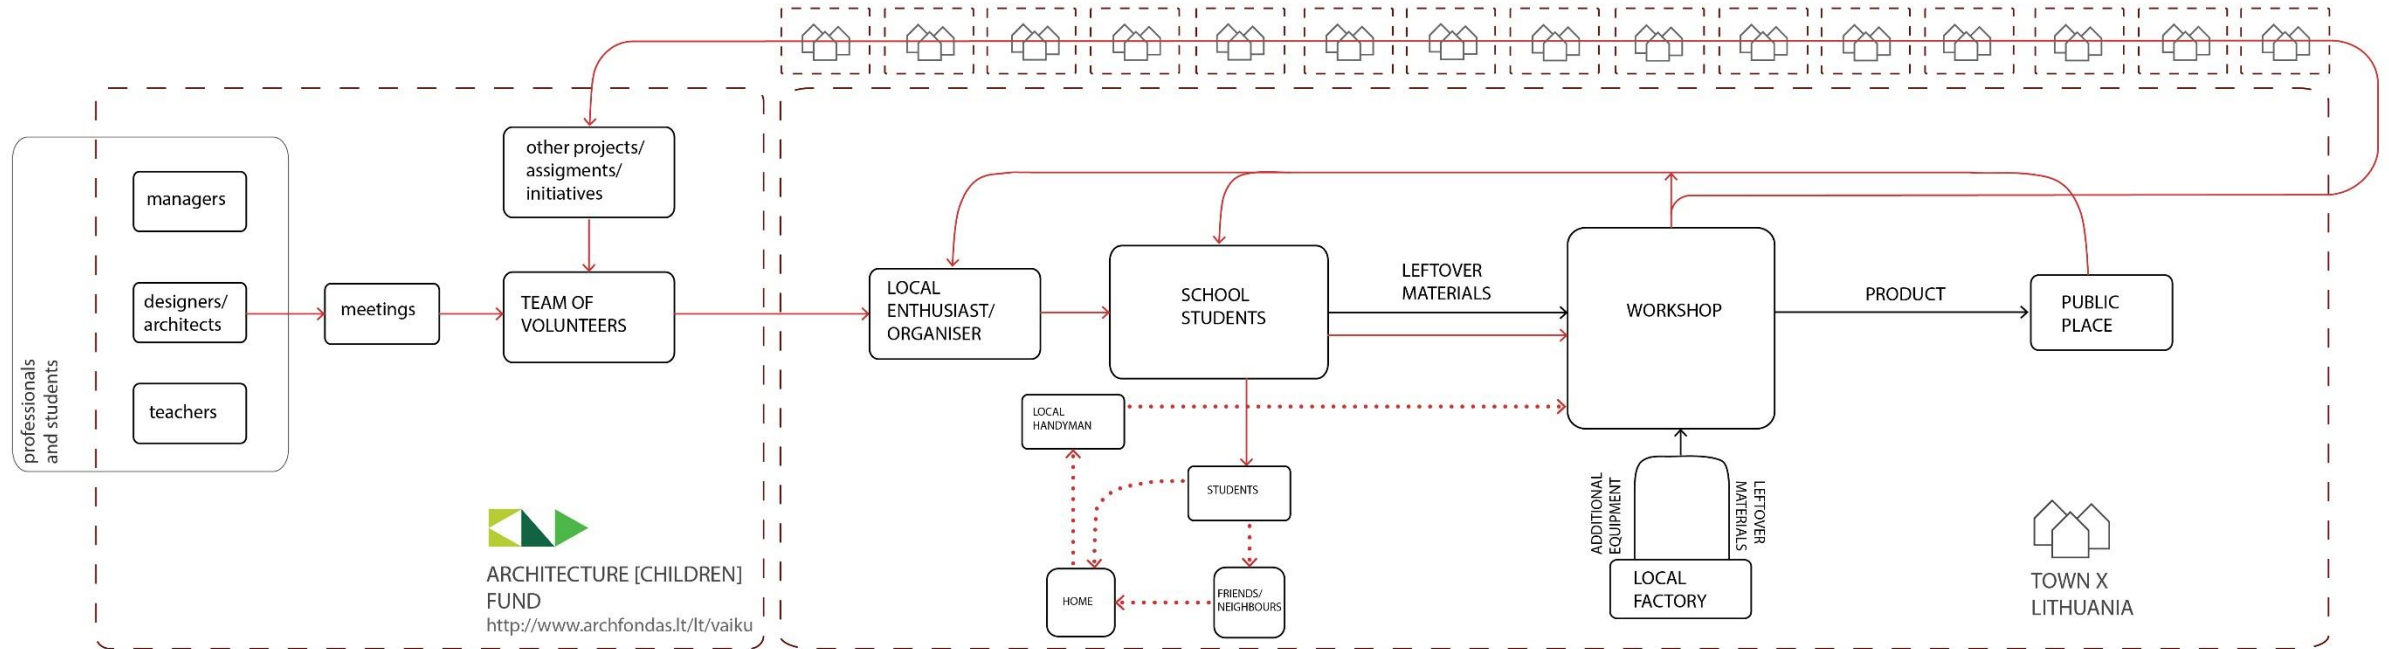 professionals
and students
managers
designers/
architects
teachers
meetings
other projects/
assigments/
initiatives
TEAM OF
VOLUNTEERS
ARCHITECTURE [CHILDREN]
FUND
http://www.archfondas.lt/lt/vaiku
LOCAL
ENTHUSIAST/
ORGANISER
SCHOOL
STUDENTS
LEFTOVER
MATERIALS
WORKSHOP
PRODUCT
PUBLIC
PLACE
LOCAL
HANDYMAN
STUDENTS
HOME
FRIENDS/
NEIGHBOURS
ADDITIONAL
EQUIPMENT
LEFTOVER
MATERIALS
LOCAL
FACTORY
TOWN X
LITHUANIA